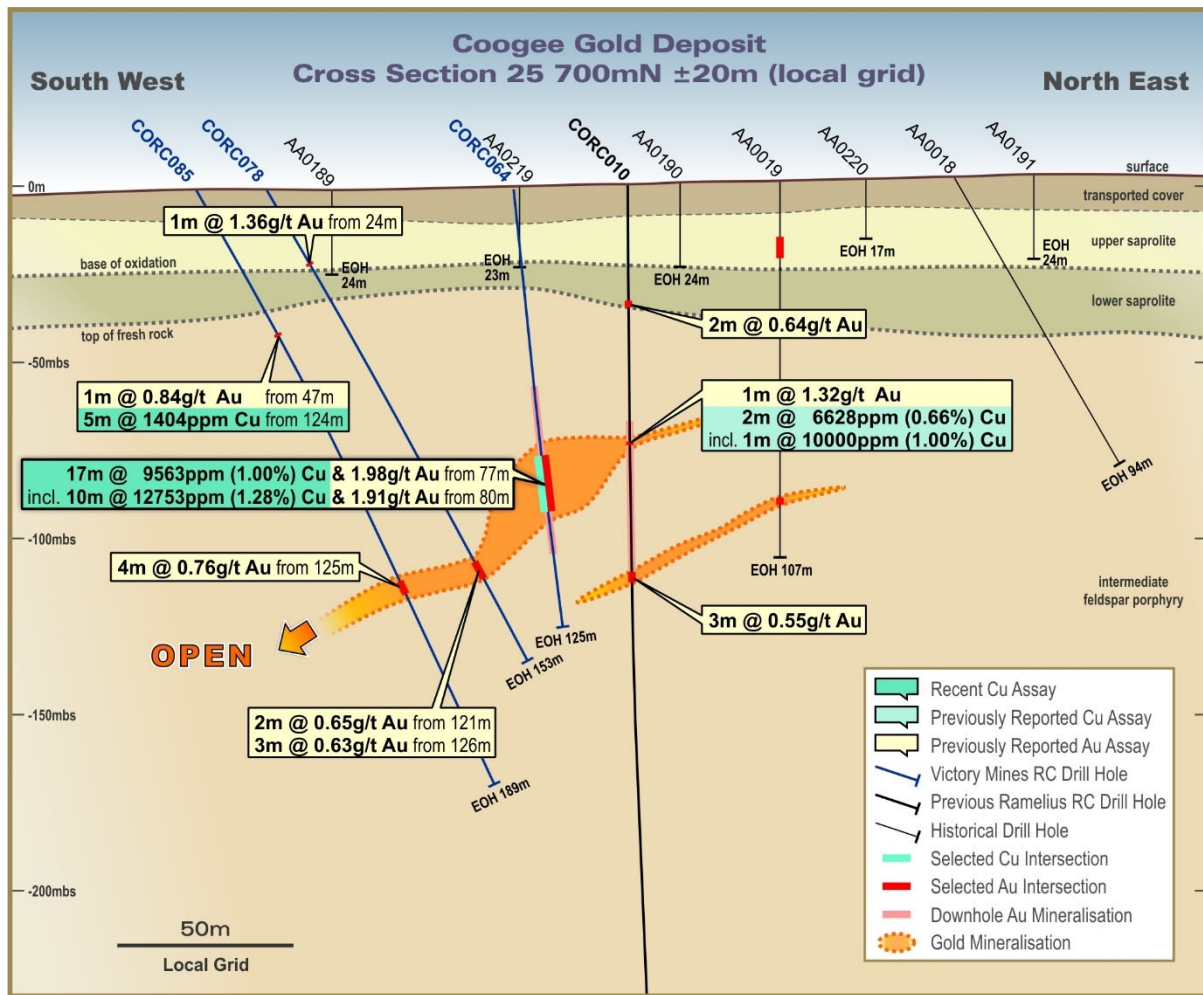 Coogee Gold Deposit
Cross Section 25 700mN ±20m (local grid)
South West
North East
CORC085
CORC078
AA0189
AA0219
CORC064
CORC010
AA0190
AA0019
AA0220
AA0018
AA0191
surface
0m
transported cover
1m @ 1.36g/t Au from 24m
upper saprolite
base of oxidation
EOH
24m
EOH
23m
EOH 24m
EOH 17m
EOH
24m
lower saprolite
2m @ 0.64g/t Au
top of fresh rock
-50mbs
1m @ 0.84g/t Au from 47m
5m @ 1404ppm Cu from 124m
1m @ 1.32g/t Au
2m @ 6628ppm (0.66%) Cu
incl. 1m @ 10000ppm (1.00%) Cu
17m @ 9563ppm (1.00%) Cu & 1.98g/t Au from 77m
incl. 10m @ 12753ppm (1.28%) Cu & 1.91g/t Au from 80m
EOH 94m
-100mbs
4m @ 0.76g/t Au from 125m
EOH 107m
intermediate
feldspar porphyry
3m @ 0.55g/t Au
OPEN
EOH 125m
EOH 153m
-150mbs
2m @ 0.65g/t Au from 121m
3m @ 0.63g/t Au from 126m
EOH 189m
-200mbs
50m
Local Grid
Recent Cu Assay
Previously Reported Cu Assay
Previously Reported Au Assay
Victory Mines RC Drill Hole
Previous Ramelius RC Drill Hole
Historical Drill Hole
Selected Cu Intersection
Selected Au Intersection
Downhole Au Mineralisation
Gold Mineralisation